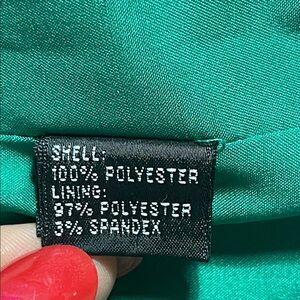 SHELL:
100% POLYESTER
LINING:
97% POLYESTER
3% SPANDEX